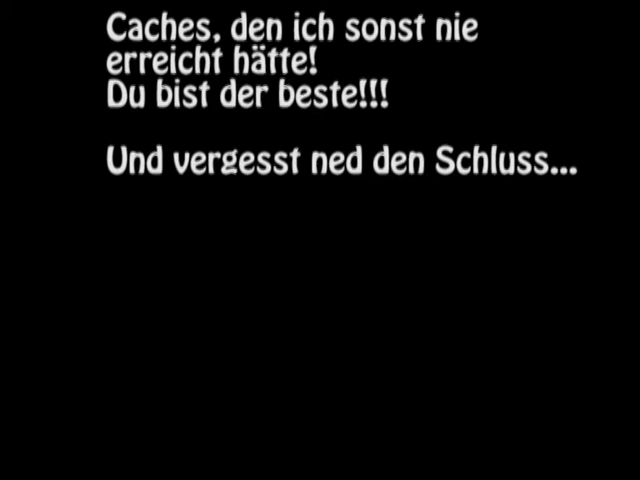 Caches, den ich sonst nie
erreicht hätte!
Du bist der beste!!!
Und vergesst ned den Schluss...